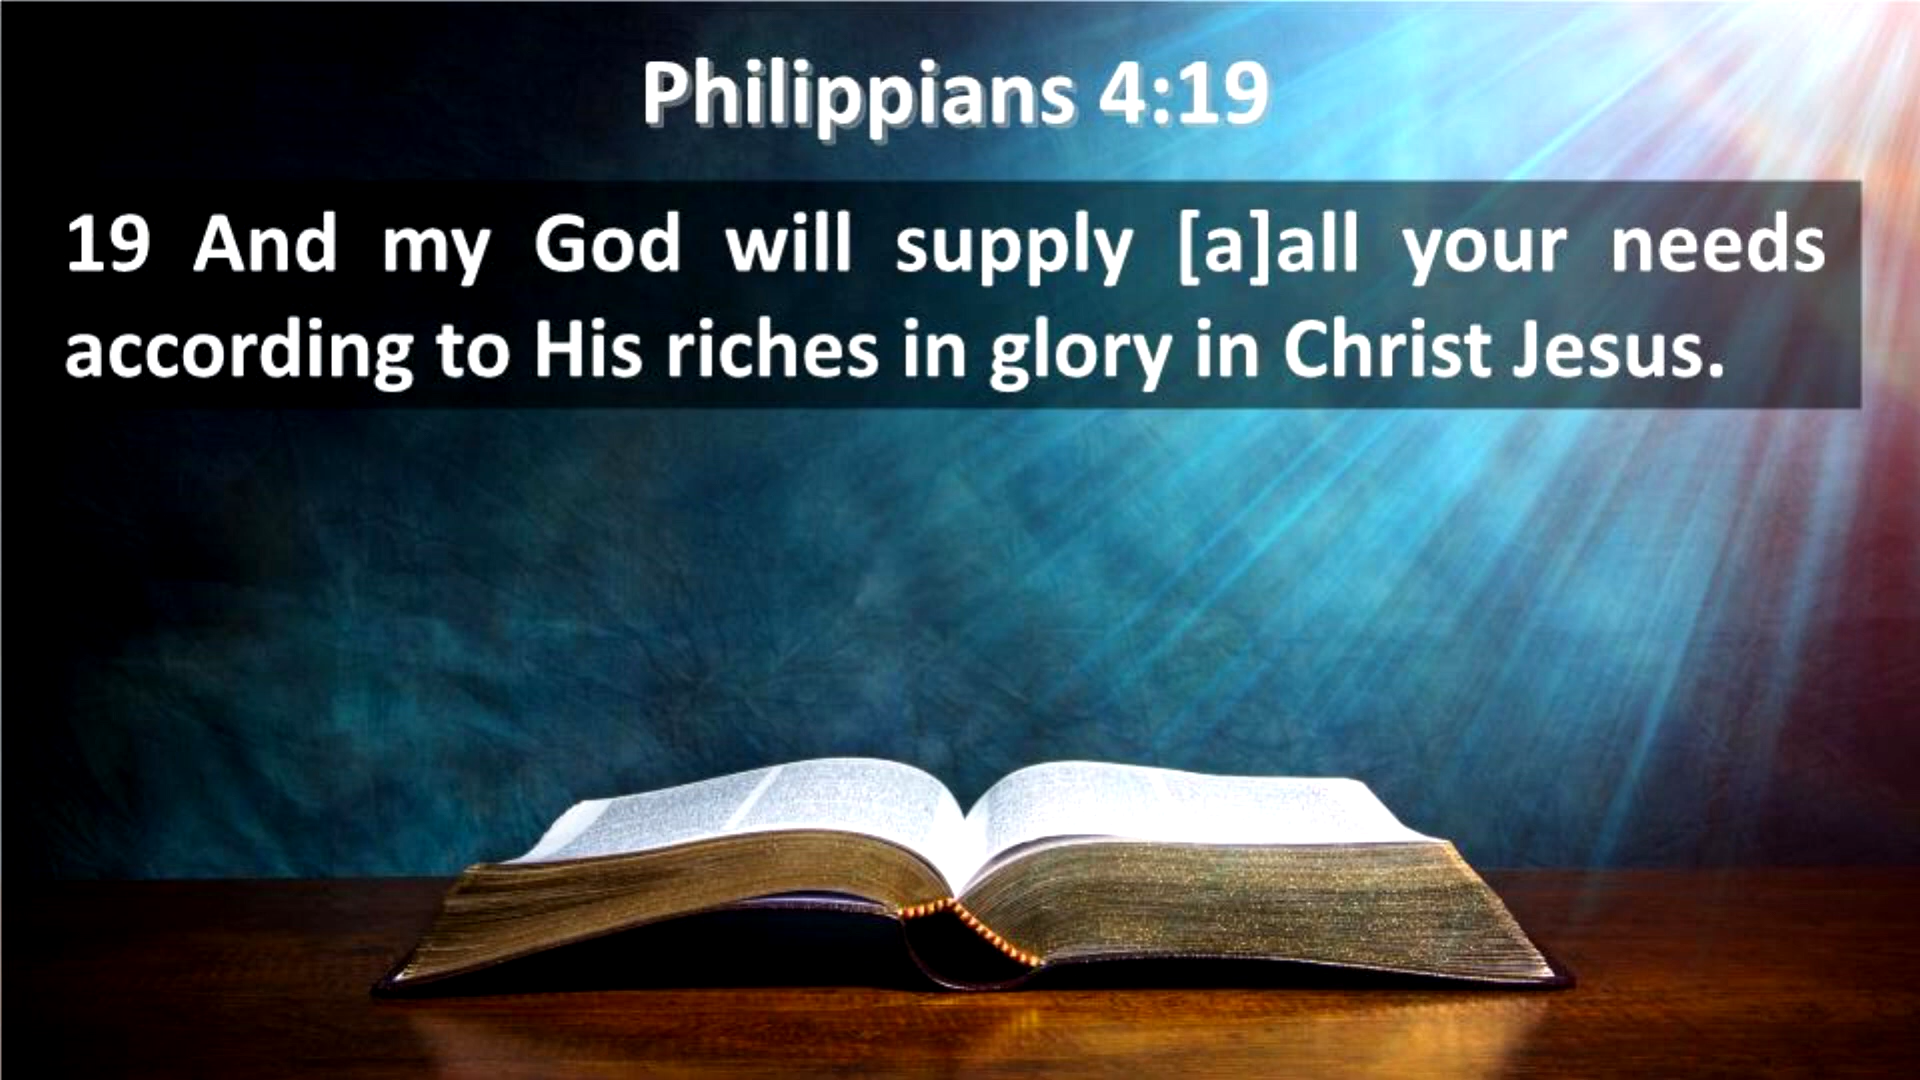 Philippians 4:19
19 And my God will supply [a]all your needs
according to His riches in glory in Christ Jesus.